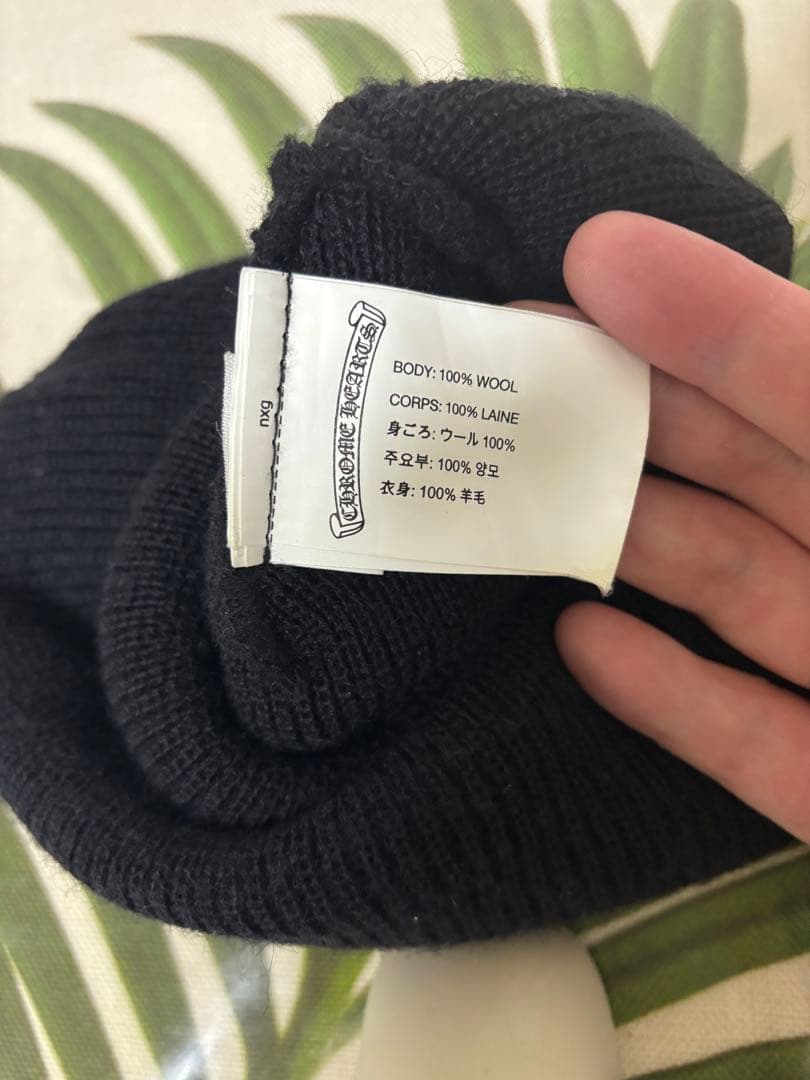 CHROME HEARTS
BODY: 100% WOOL
CORPS: 100% LAINE
身ごろ: ウール 100%
주요부: 100% 양모
衣身: 100% 羊毛
nxg